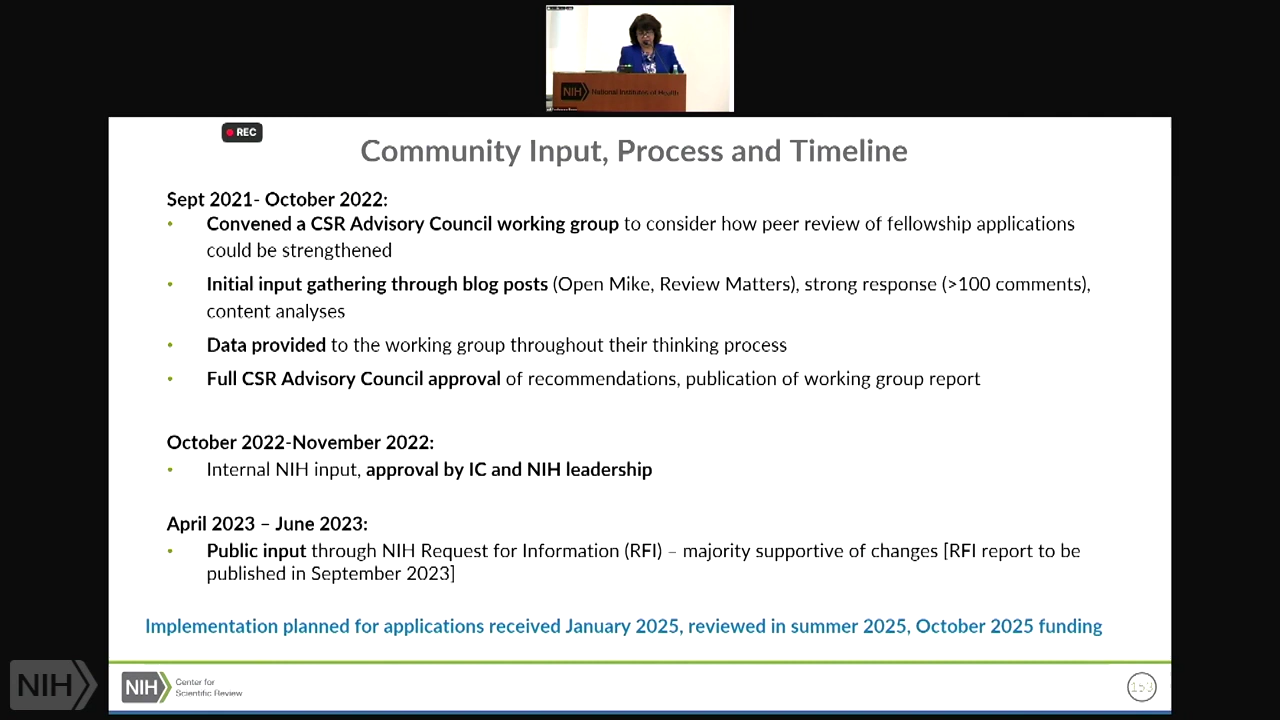 NIH National Institutes of Health
REC
Community Input, Process and Timeline
Sept 2021- October 2022:
• Convened a CSR Advisory Council working group to consider how peer review of fellowship applications
could be strengthened
• Initial input gathering through blog posts (Open Mike, Review Matters), strong response (>100 comments),
content analyses
• Data provided to the working group throughout their thinking process
• Full CSR Advisory Council approval of recommendations, publication of working group report
October 2022-November 2022:
• Internal NIH input, approval by IC and NIH leadership
April 2023 – June 2023:
• Public input through NIH Request for Information (RFI) – majority supportive of changes [RFI report to be
published in September 2023]
Implementation planned for applications received January 2025, reviewed in summer 2025, October 2025 funding
NIH
NIH Center for
Scientific Review